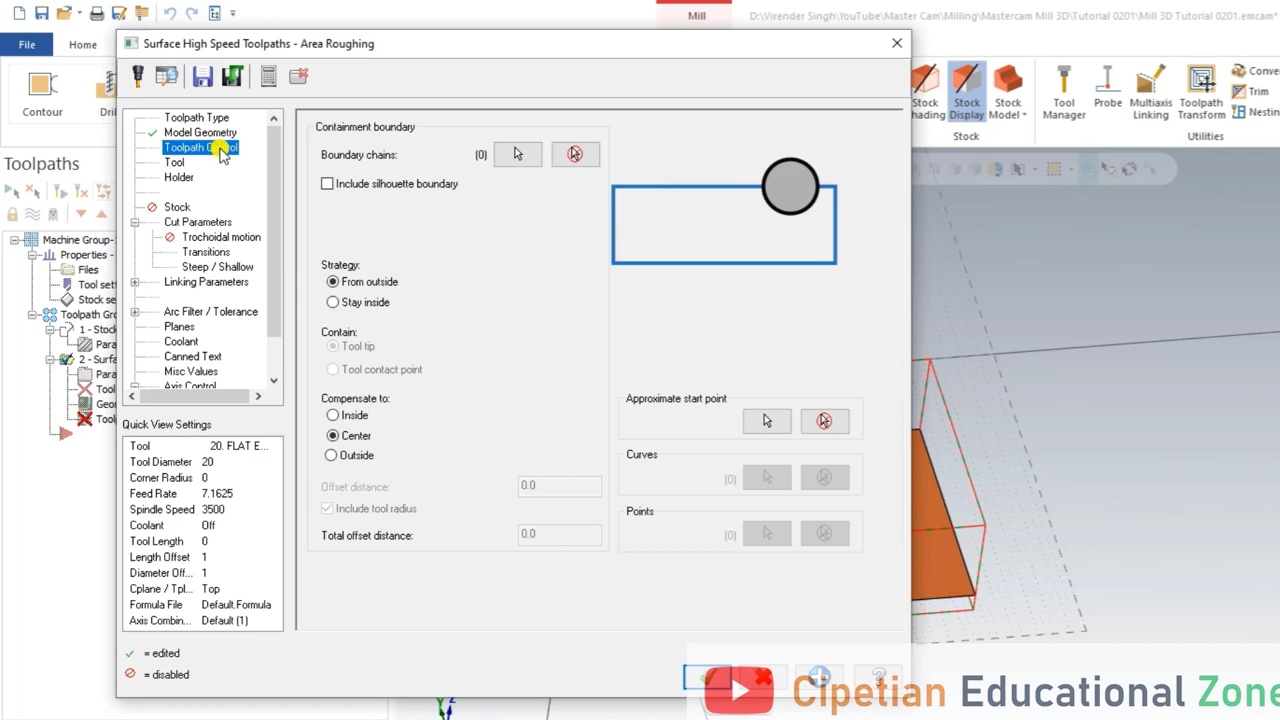 Mill
D:\Virender Singh\YouTube\Master Cam\Milling\Mastercam Mill 3D\Tutorial 0201\Mill 3D Tutorial 0201.emcam*
File
Home
Contour
Dril
Stock Shading
Stock Display
Stock Model
Tool Manager
Probe
Multiaxis Linking
Toolpath Transform
Conver
Trim
Nestin
Stock
Utilities
Toolpaths
Machine Group-1
Properties -
Files
Tool sett
Stock se
Toolpath Gro
1 - Stock
Para
2 - Surfa
Para
Tool
Geo
Toolp
Surface High Speed Toolpaths - Area Roughing
Toolpath Type
Model Geometry
Toolpath Control
Tool
Holder
Stock
Cut Parameters
Trochoidal motion
Transitions
Steep / Shallow
Linking Parameters
Arc Filter / Tolerance
Planes
Coolant
Canned Text
Misc Values
Axis Control
Quick View Settings
Tool 20. FLAT E...
Tool Diameter 20
Corner Radius 0
Feed Rate 7.1625
Spindle Speed 3500
Coolant Off
Tool Length 0
Length Offset 1
Diameter Off... 1
Cplane / Tpl... Top
Formula File Default.Formula
Axis Combin... Default (1)
= edited
= disabled
Containment boundary
Boundary chains: (0)
Include silhouette boundary
Strategy:
From outside
Stay inside
Contain:
Tool tip
Tool contact point
Compensate to:
Inside
Center
Outside
Offset distance: 0.0
Include tool radius
Total offset distance: 0.0
Approximate start point
Curves
(0)
Points
(0)
Cipetian Educational Zone